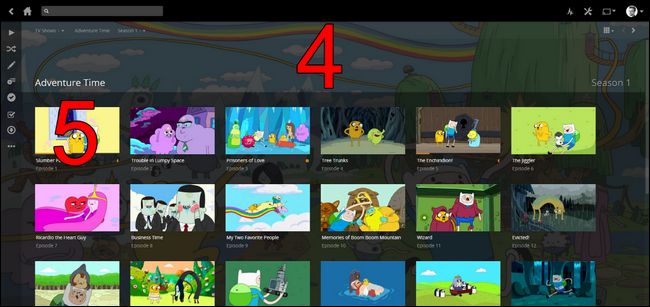 TV Shows Adventure Time Season 1
4
Adventure Time Season 1
5
Trouble in Lumpy Space Prisoners of Love Tree Trunks The Enchiridion! The Jiggler
Episode 1 Episode 2 Episode 3 Episode 4 Episode 5 Episode 6
Ricardio the Heart Guy Business Time My Two Favorite People Memories of Boom Boom Mountain Wizard Evicted!
Episode 7 Episode 8 Episode 9 Episode 10 Episode 11 Episode 12